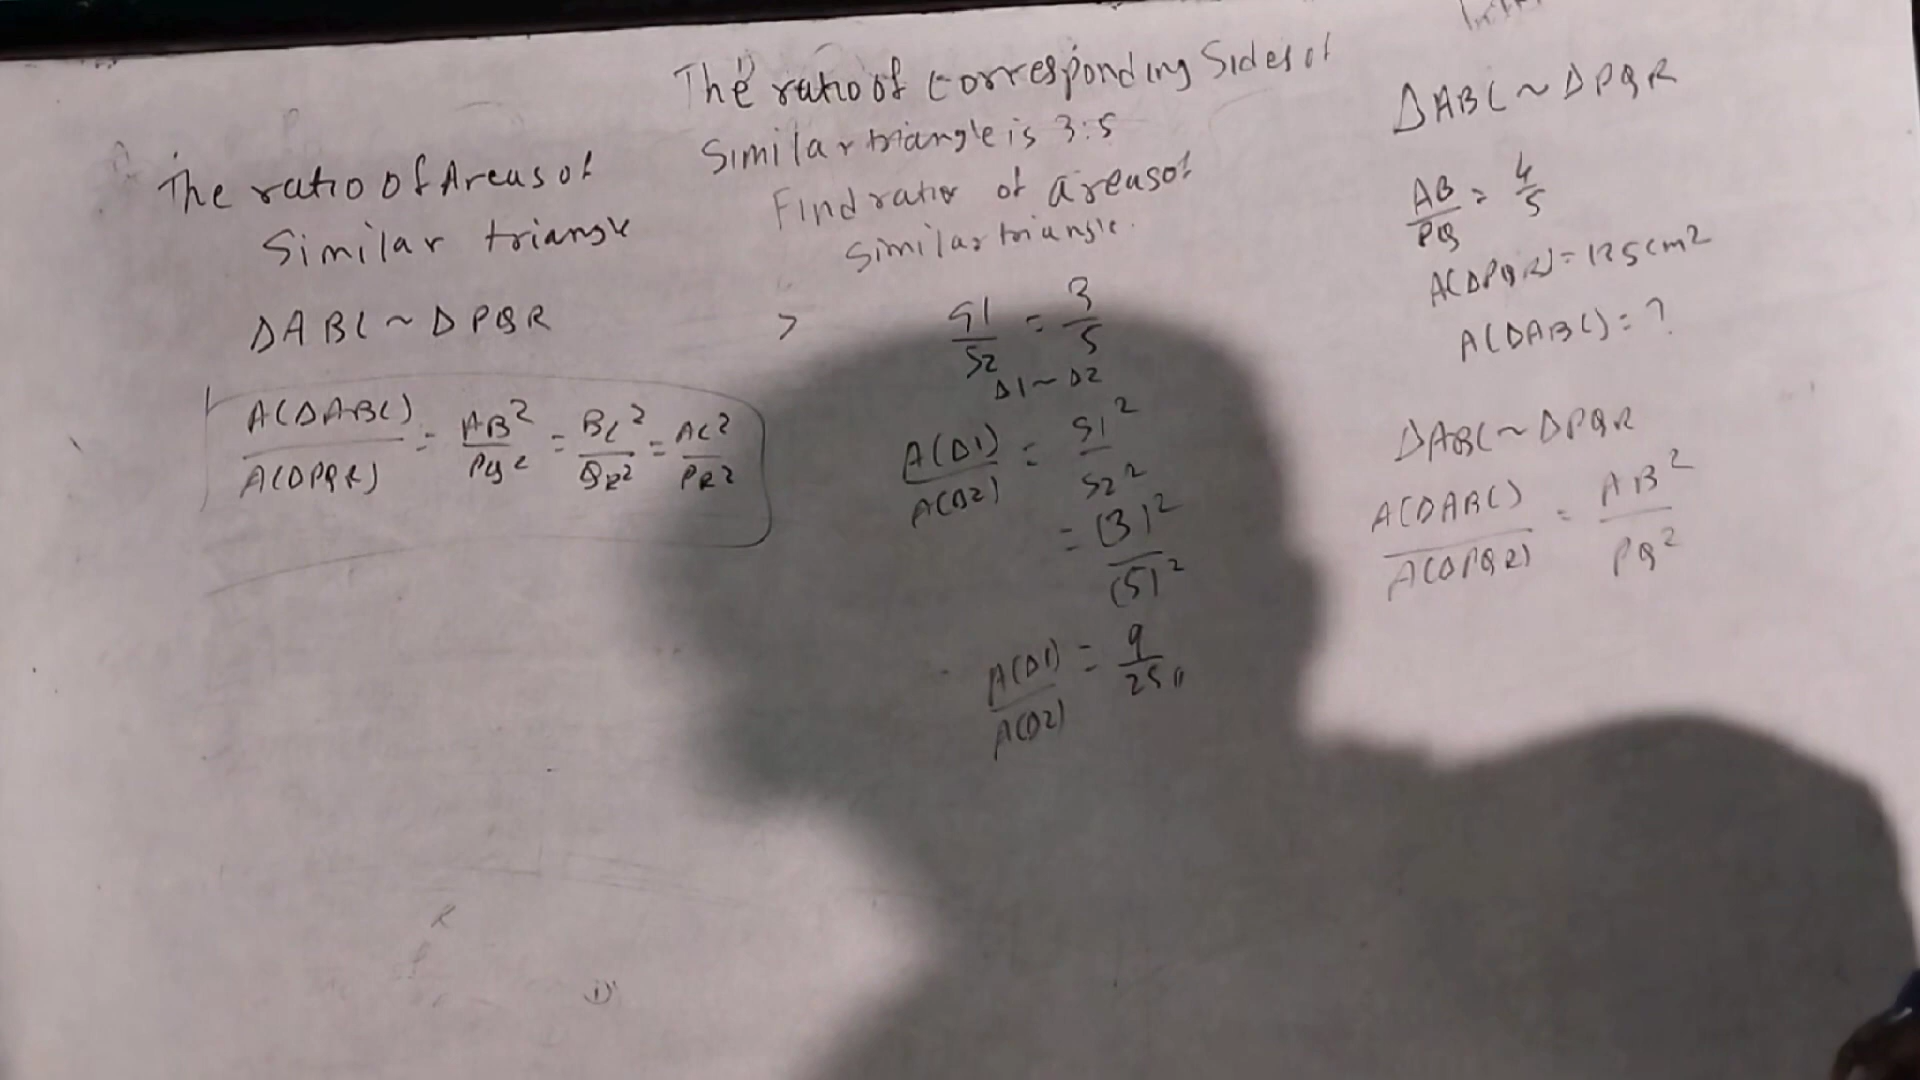 The ratio of Areas of
Similar triangle
ΔABC ~ ΔPQR
A(ΔABC) / A(ΔPQR) = AB² / PQ² = BC² / QR² = AC² / PR²
The ratio of corresponding Sides of
Similar triangle is 3:5
Find ratio of areas of
Similar triangle.
> S1 / S2 = 3 / 5
Δ1 ~ Δ2
A(Δ1) / A(Δ2) = S1² / S2²
= (3)² / (5)²
A(Δ1) / A(Δ2) = 9 / 25 "
ΔABC ~ ΔPQR
AB / PQ = 4 / 5
A(ΔPQR) = 125 cm²
A(ΔABC) = ?
ΔABC ~ ΔPQR
A(ΔABC) / A(ΔPQR) = AB² / PQ²